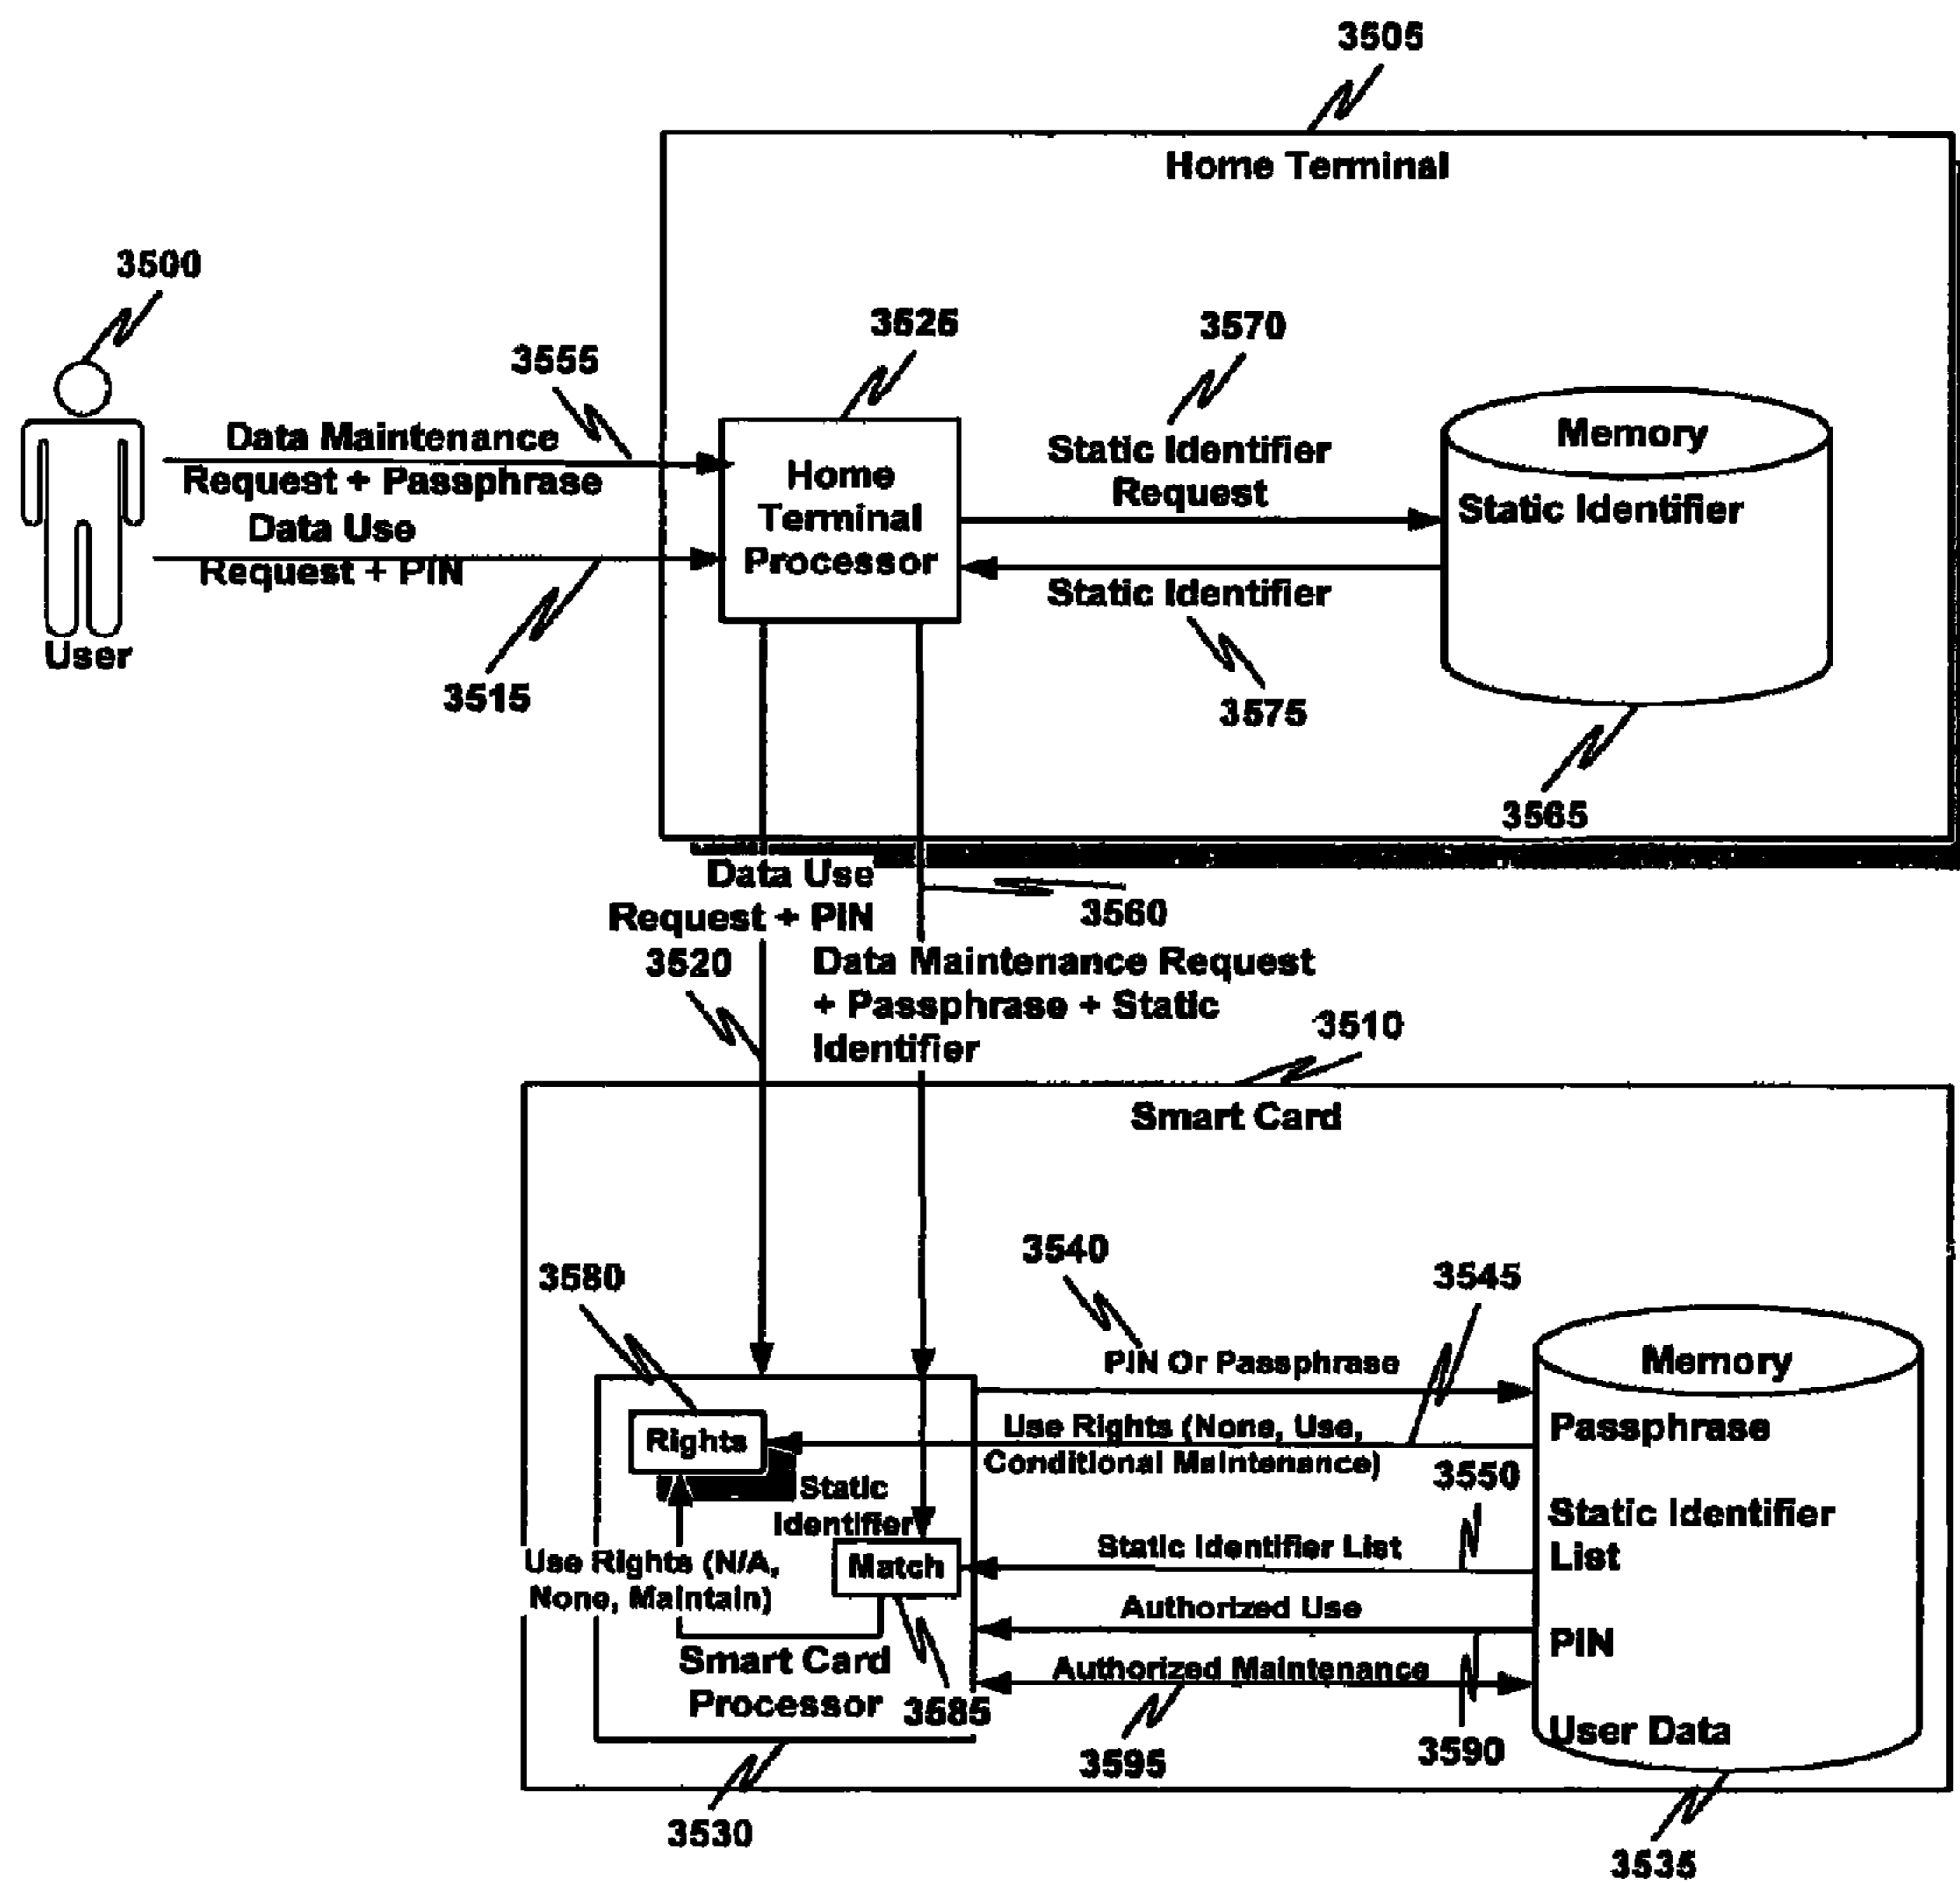 3505
Home Terminal
3500
3555
3525
3570
Data Maintenance
Request + Passphrase
Data Use
Request + PIN
User
3515
Home
Terminal
Processor
Static Identifier
Request
Static Identifier
3575
Memory
Static Identifier
3565
Data Use
Request + PIN
3520
3560
Data Maintenance Request
+ Passphrase + Static
Identifier
3510
Smart Card
3580
3540
3545
PIN Or Passphrase
Use Rights (None, Use,
Conditional Maintenance)
3550
Memory
Passphrase
Static Identifier
List
PIN
User Data
Rights
Static
Identifier
Use Rights (N/A,
None, Maintain)
Match
Static Identifier List
Authorized Use
Authorized Maintenance
Smart Card
Processor
3585
3595
3590
3530
3535